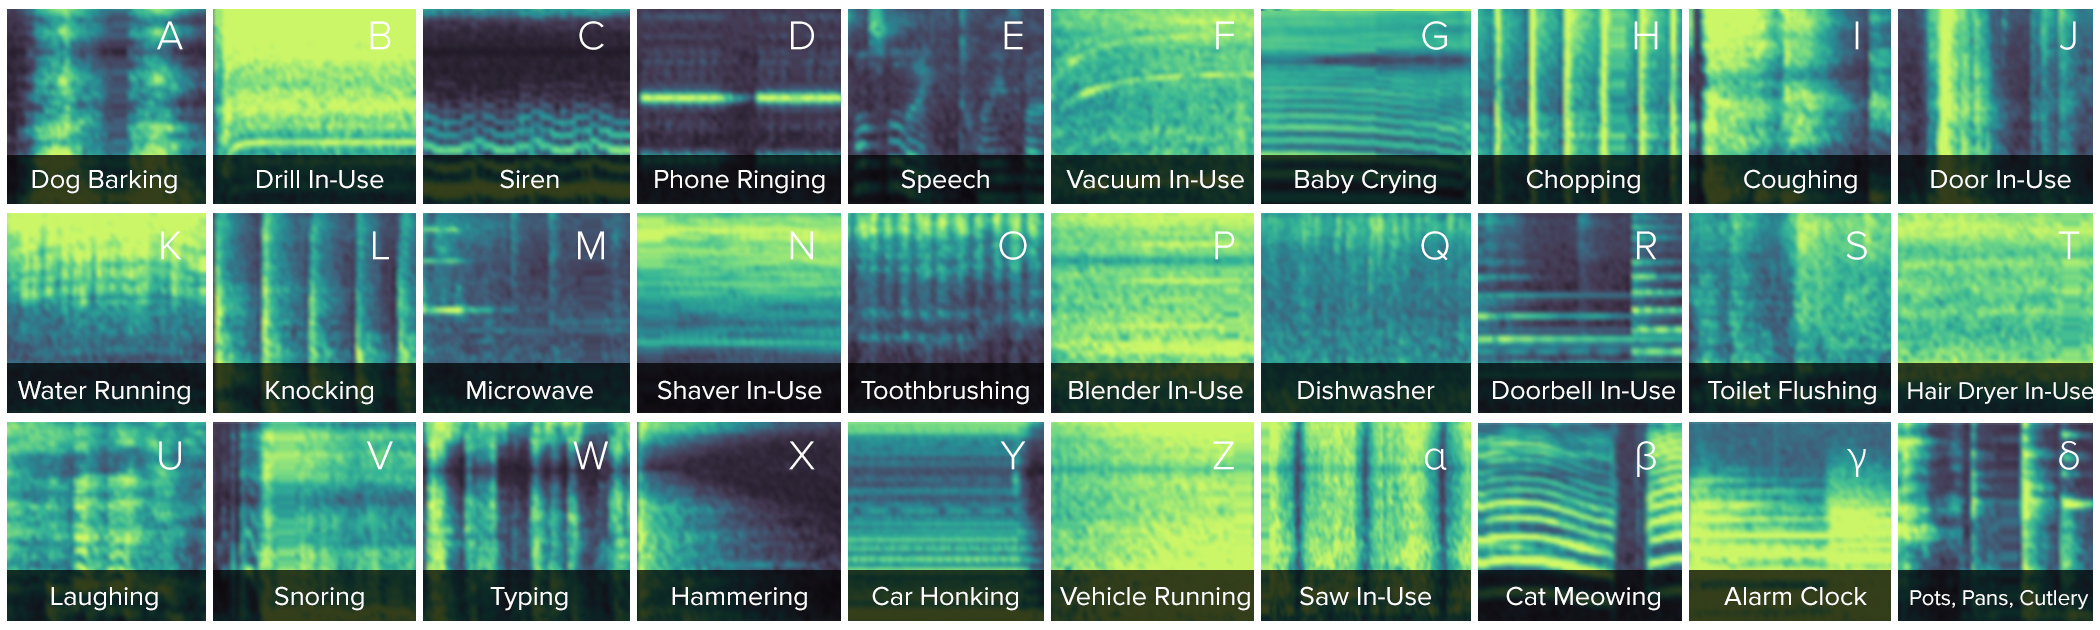 A
Dog Barking
B
Drill In-Use
C
Siren
D
Phone Ringing
E
Speech
F
Vacuum In-Use
G
Baby Crying
H
Chopping
I
Coughing
J
Door In-Use
K
Water Running
L
Knocking
M
Microwave
N
Shaver In-Use
O
Toothbrushing
P
Blender In-Use
Q
Dishwasher
R
Doorbell In-Use
S
Toilet Flushing
T
Hair Dryer In-Use
U
Laughing
V
Snoring
W
Typing
X
Hammering
Y
Car Honking
Z
Vehicle Running
α
Saw In-Use
β
Cat Meowing
γ
Alarm Clock
δ
Pots, Pans, Cutlery